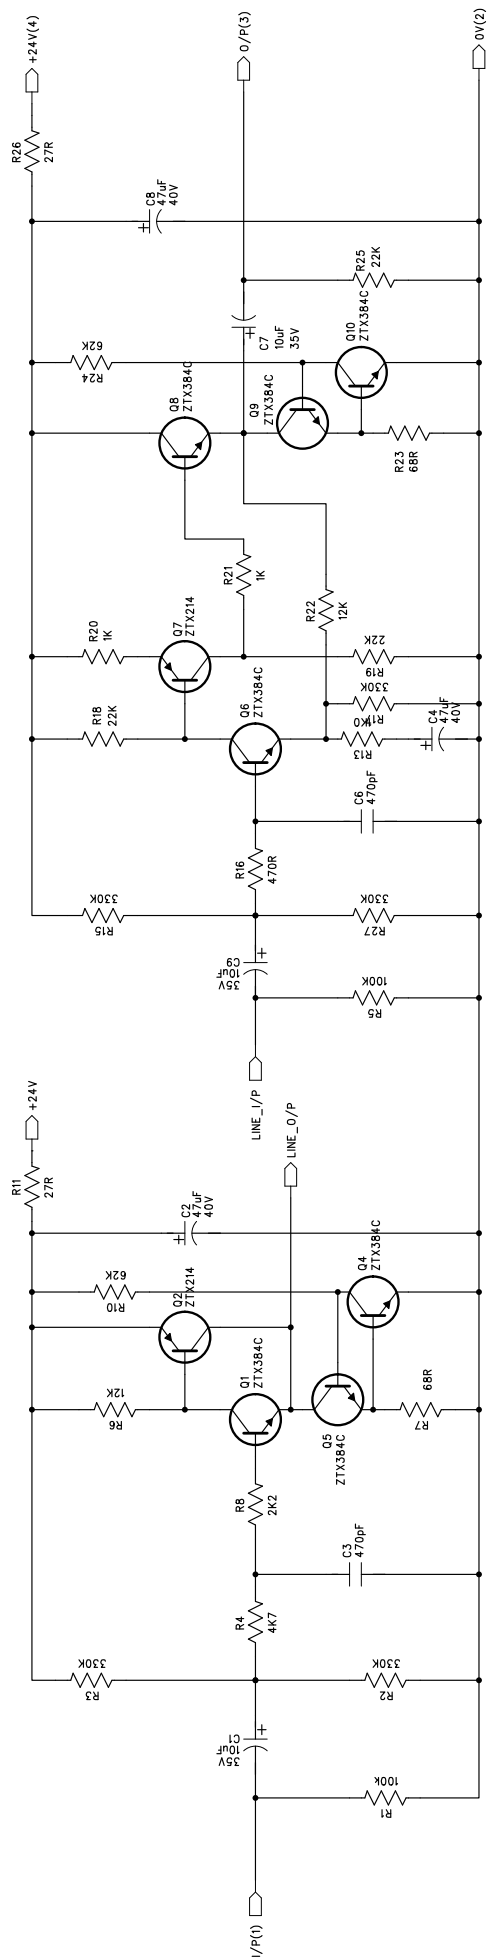 +24V(4)
O/P(3)
0V(2)
R26
27R
C8
47uF
40V
R25
22K
62K
R24
C7
10uF
35V
Q10
ZTX384C
Q8
ZTX384C
Q9
ZTX384C
R23
68R
R21
1K
R22
12K
Q7
ZTX214
R20
1K
22K
R19
330K
R18
22K
Q6
ZTX384C
1K0
R13
C4
47uF
40V
C6
470pF
R16
470R
330K
R15
330K
R27
C9
10uF
35V
100K
R5
LINE_I/P
+24V
LINE_O/P
R11
27R
C2
47uF
40V
62K
R10
Q2
ZTX214
Q4
ZTX384C
12K
R6
Q1
ZTX384C
Q5
ZTX384C
68R
R7
R8
2K2
C3
470pF
R4
4K7
330K
R3
330K
R2
C1
10uF
35V
100k
R1
I/P(1)